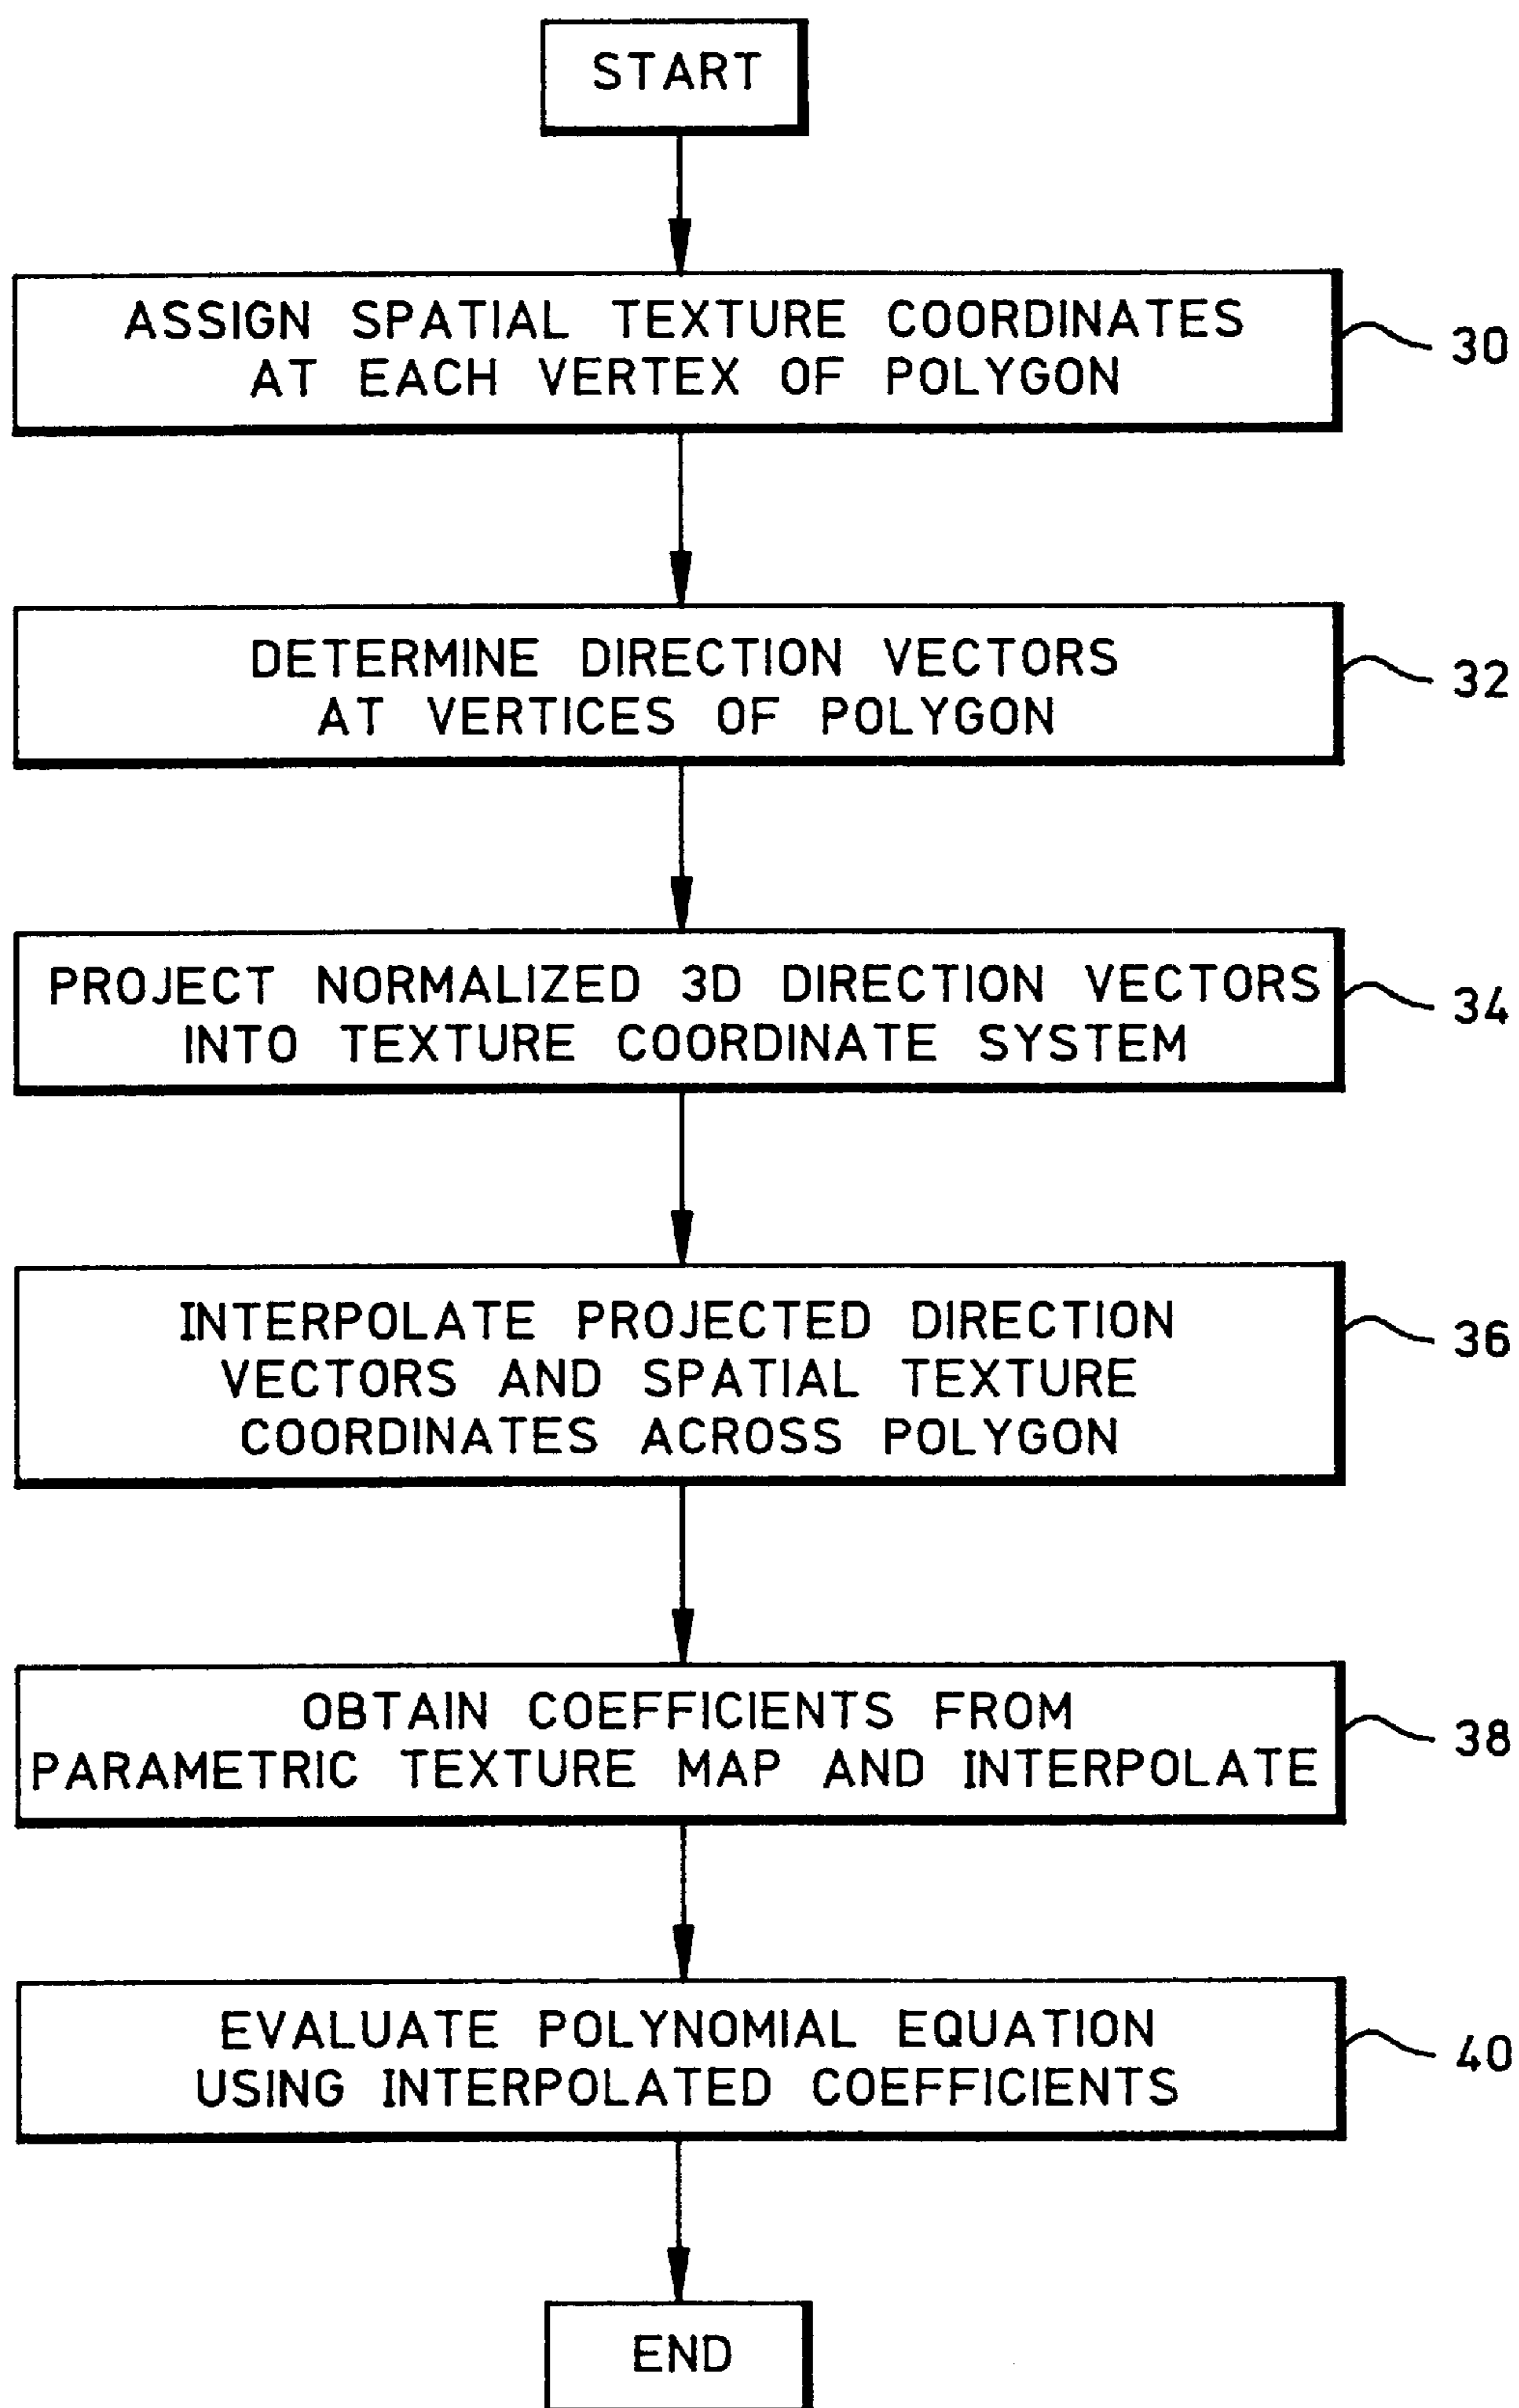 START
ASSIGN SPATIAL TEXTURE COORDINATES
AT EACH VERTEX OF POLYGON
30
DETERMINE DIRECTION VECTORS
AT VERTICES OF POLYGON
32
PROJECT NORMALIZED 3D DIRECTION VECTORS
INTO TEXTURE COORDINATE SYSTEM
34
INTERPOLATE PROJECTED DIRECTION
VECTORS AND SPATIAL TEXTURE
COORDINATES ACROSS POLYGON
36
OBTAIN COEFFICIENTS FROM
PARAMETRIC TEXTURE MAP AND INTERPOLATE
38
EVALUATE POLYNOMIAL EQUATION
USING INTERPOLATED COEFFICIENTS
40
END